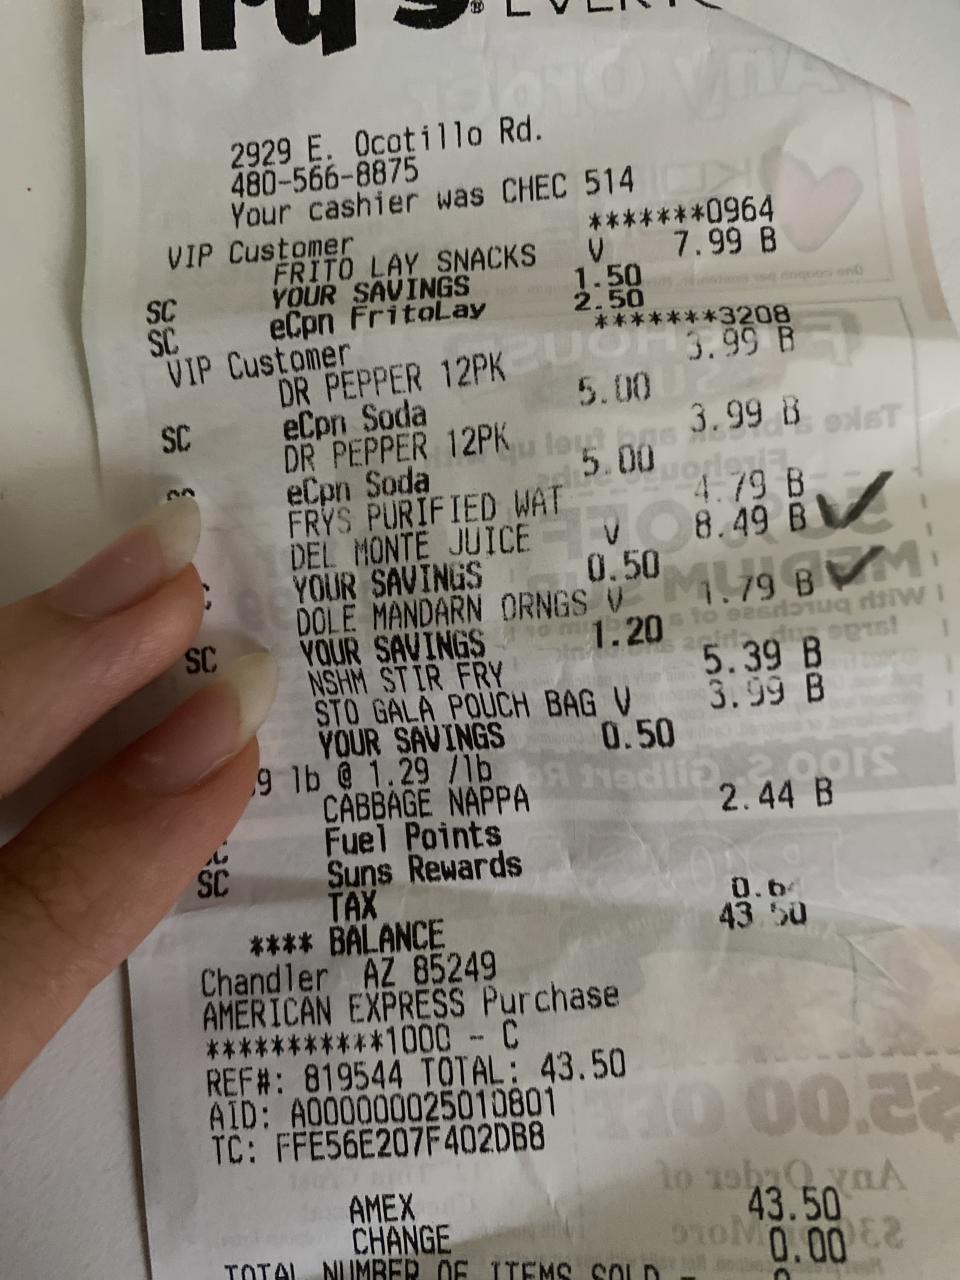 2929 E. Ocotillo Rd.
480-566-8875
Your cashier was CHEC 514
VIP Customer *******0964
FRITO LAY SNACKS V 7.99 B
SC YOUR SAVINGS 1.50
SC eCpn FritoLay 2.50
VIP Customer *******3208
DR PEPPER 12PK 3.99 B
SC eCpn Soda 5.00
DR PEPPER 12PK 3.99 B
eCpn Soda 5.00
FRYS PURIFIED WAT 4.79 B
DEL MONTE JUICE V 8.49 B
YOUR SAVINGS 0.50
DOLE MANDARN ORNGS V 1.79 B
SC YOUR SAVINGS 1.20
NSHM STIR FRY 5.39 B
STO GALA POUCH BAG V 3.99 B
YOUR SAVINGS 0.50
lb @ 1.29 /lb
CABBAGE NAPPA 2.44 B
Fuel Points
SC Suns Rewards
TAX
**** BALANCE 43.50
Chandler AZ 85249
AMERICAN EXPRESS Purchase
***********1000 - C
REF#: 819544 TOTAL: 43.50
AID: A000000025010801
TC: FFE56E207F402DB8
AMEX 43.50
CHANGE 0.00
TOTAL NUMBER OF ITEMS SOLD =